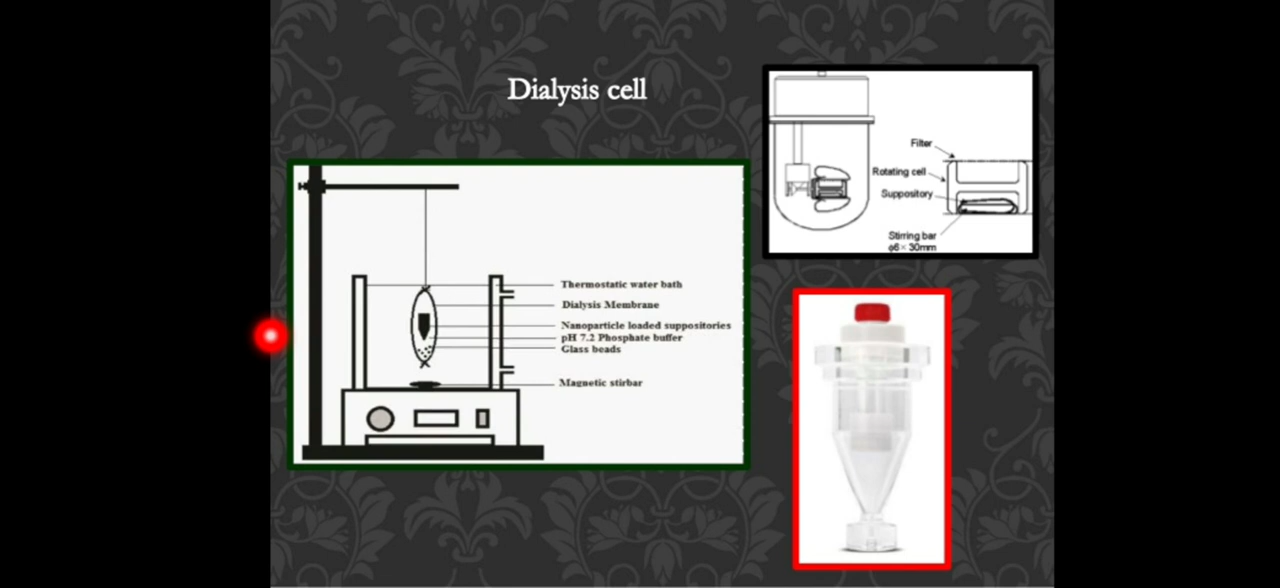 Dialysis cell
Filter
Rotating cell
Suppository
Stirring bar
φ6× 30mm
Thermostatic water bath
Dialysis Membrane
Nanoparticle loaded suppositories
pH 7.2 Phosphate buffer
Glass beads
Magnetic stirbar